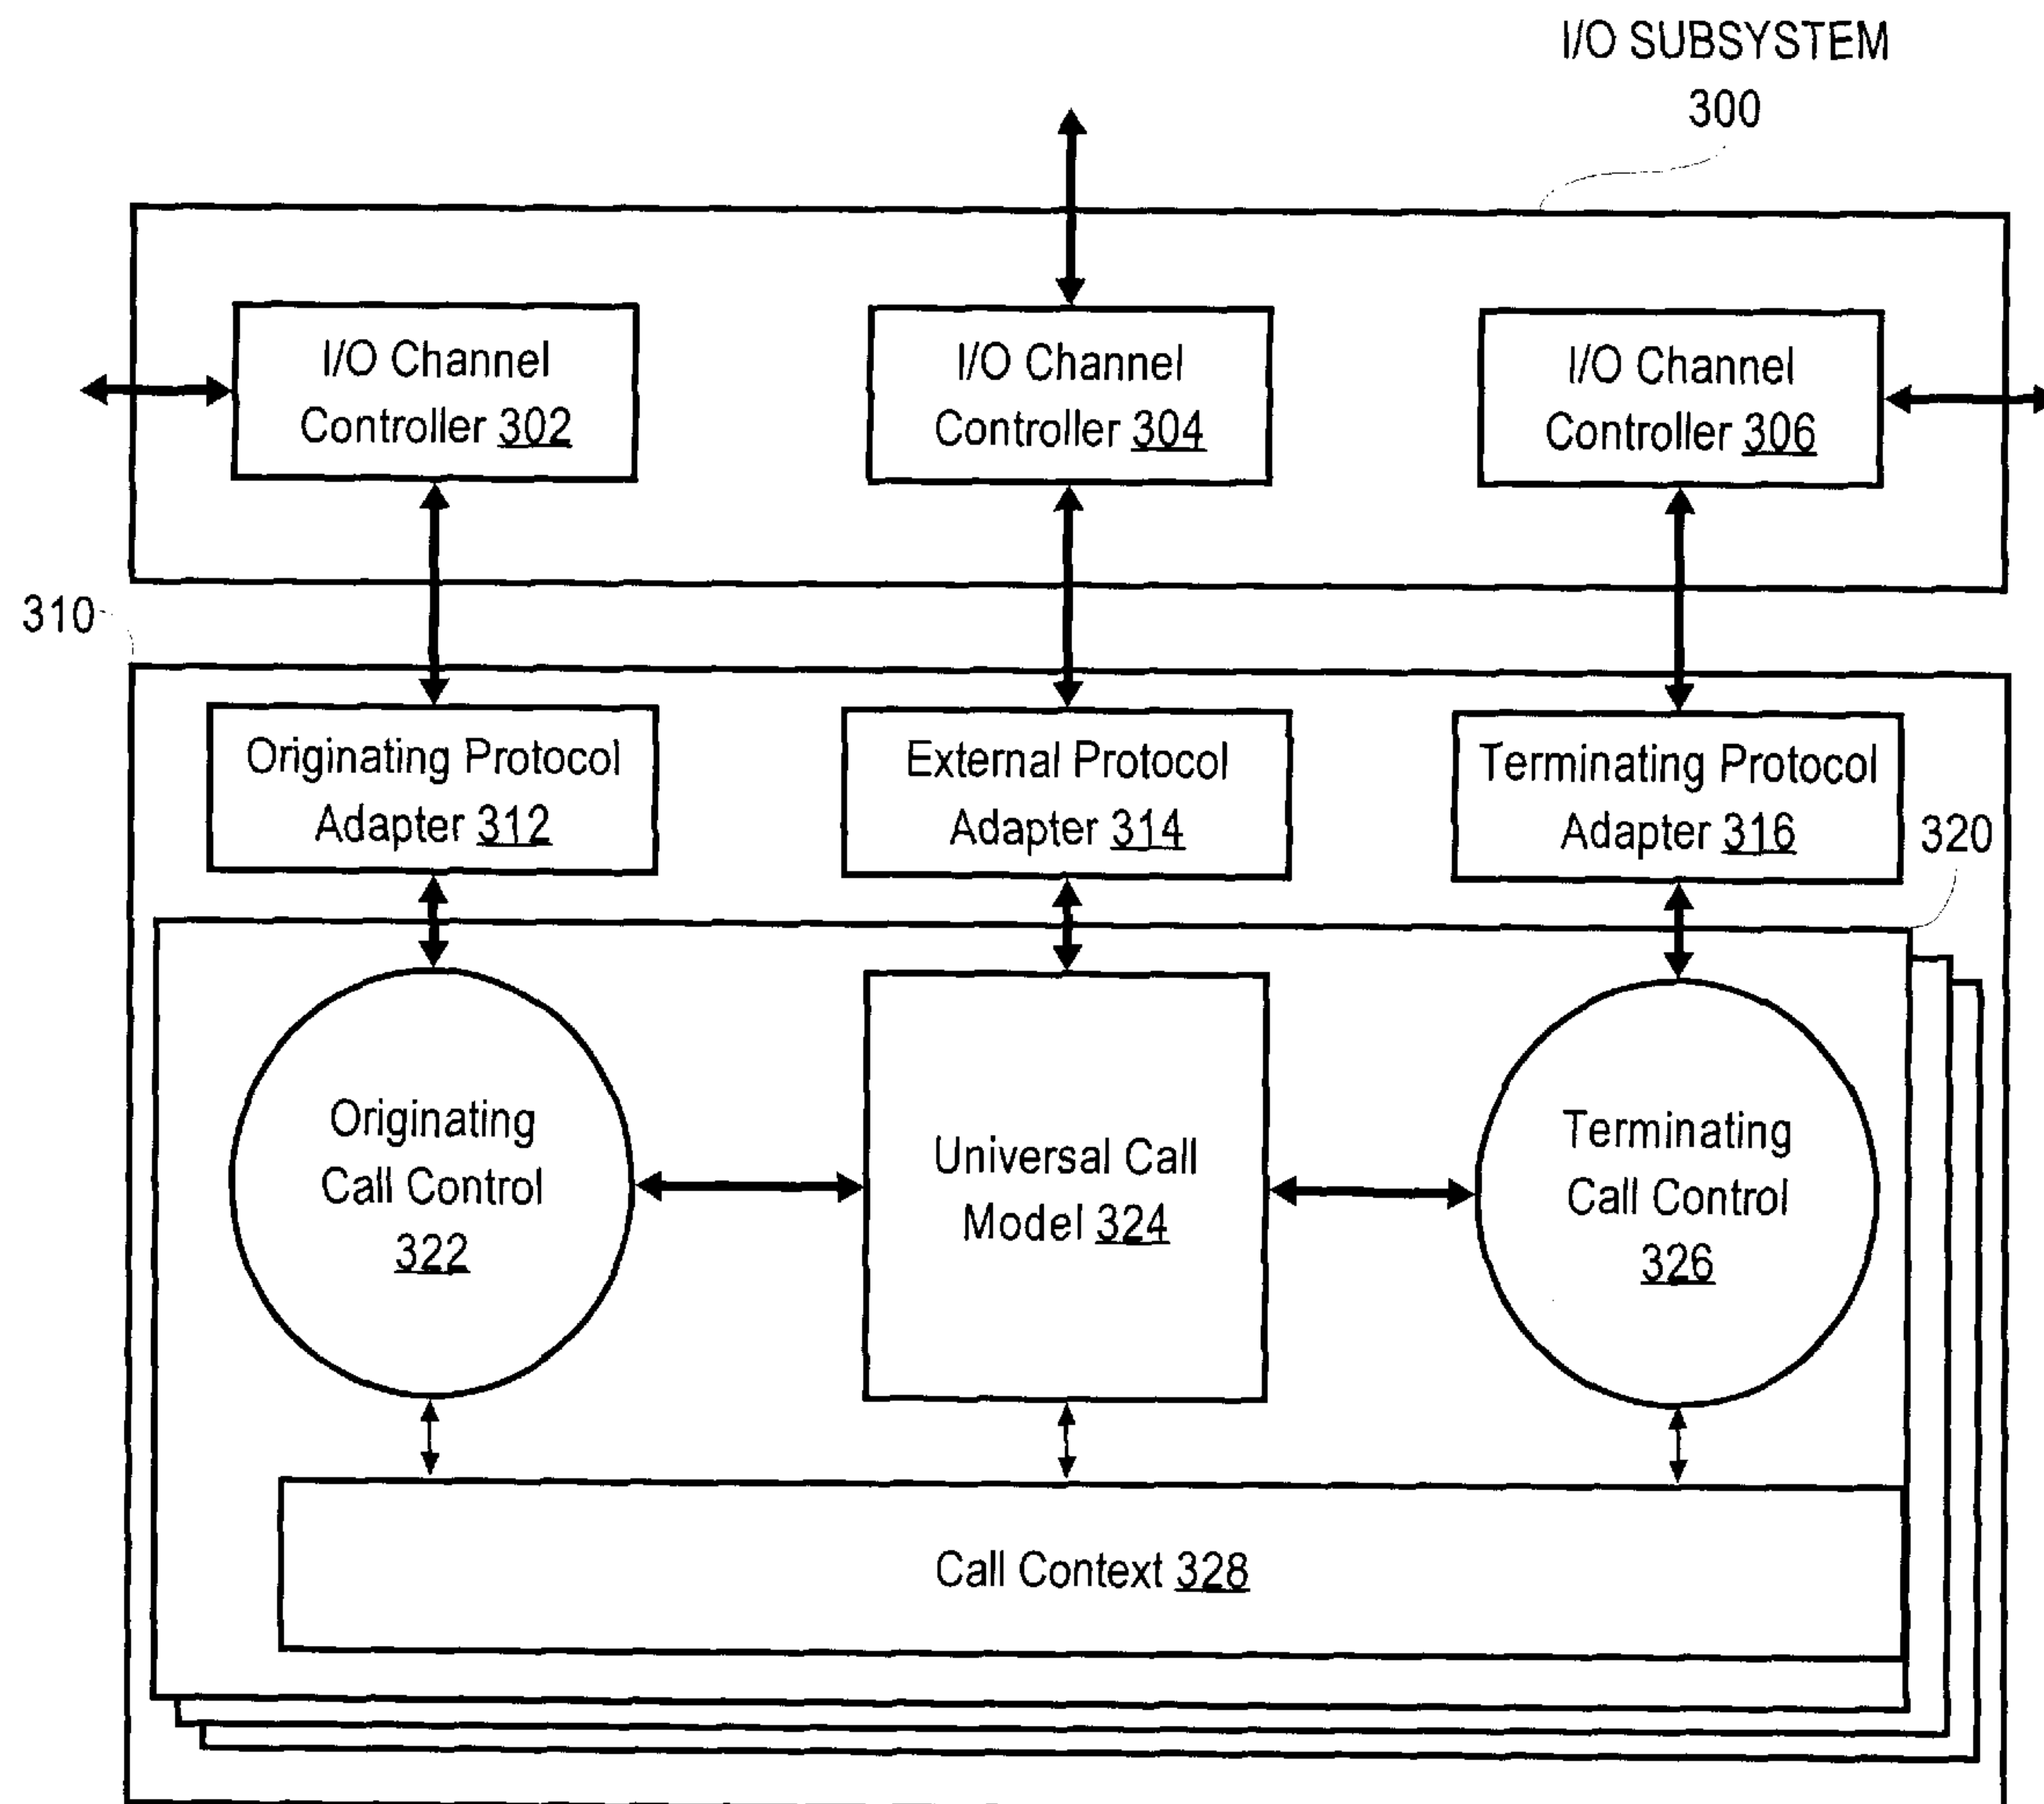 I/O SUBSYSTEM
300
I/O Channel
Controller 302
I/O Channel
Controller 304
I/O Channel
Controller 306
310
Originating Protocol
Adapter 312
External Protocol
Adapter 314
Terminating Protocol
Adapter 316
320
Originating
Call Control
322
Universal Call
Model 324
Terminating
Call Control
326
Call Context 328